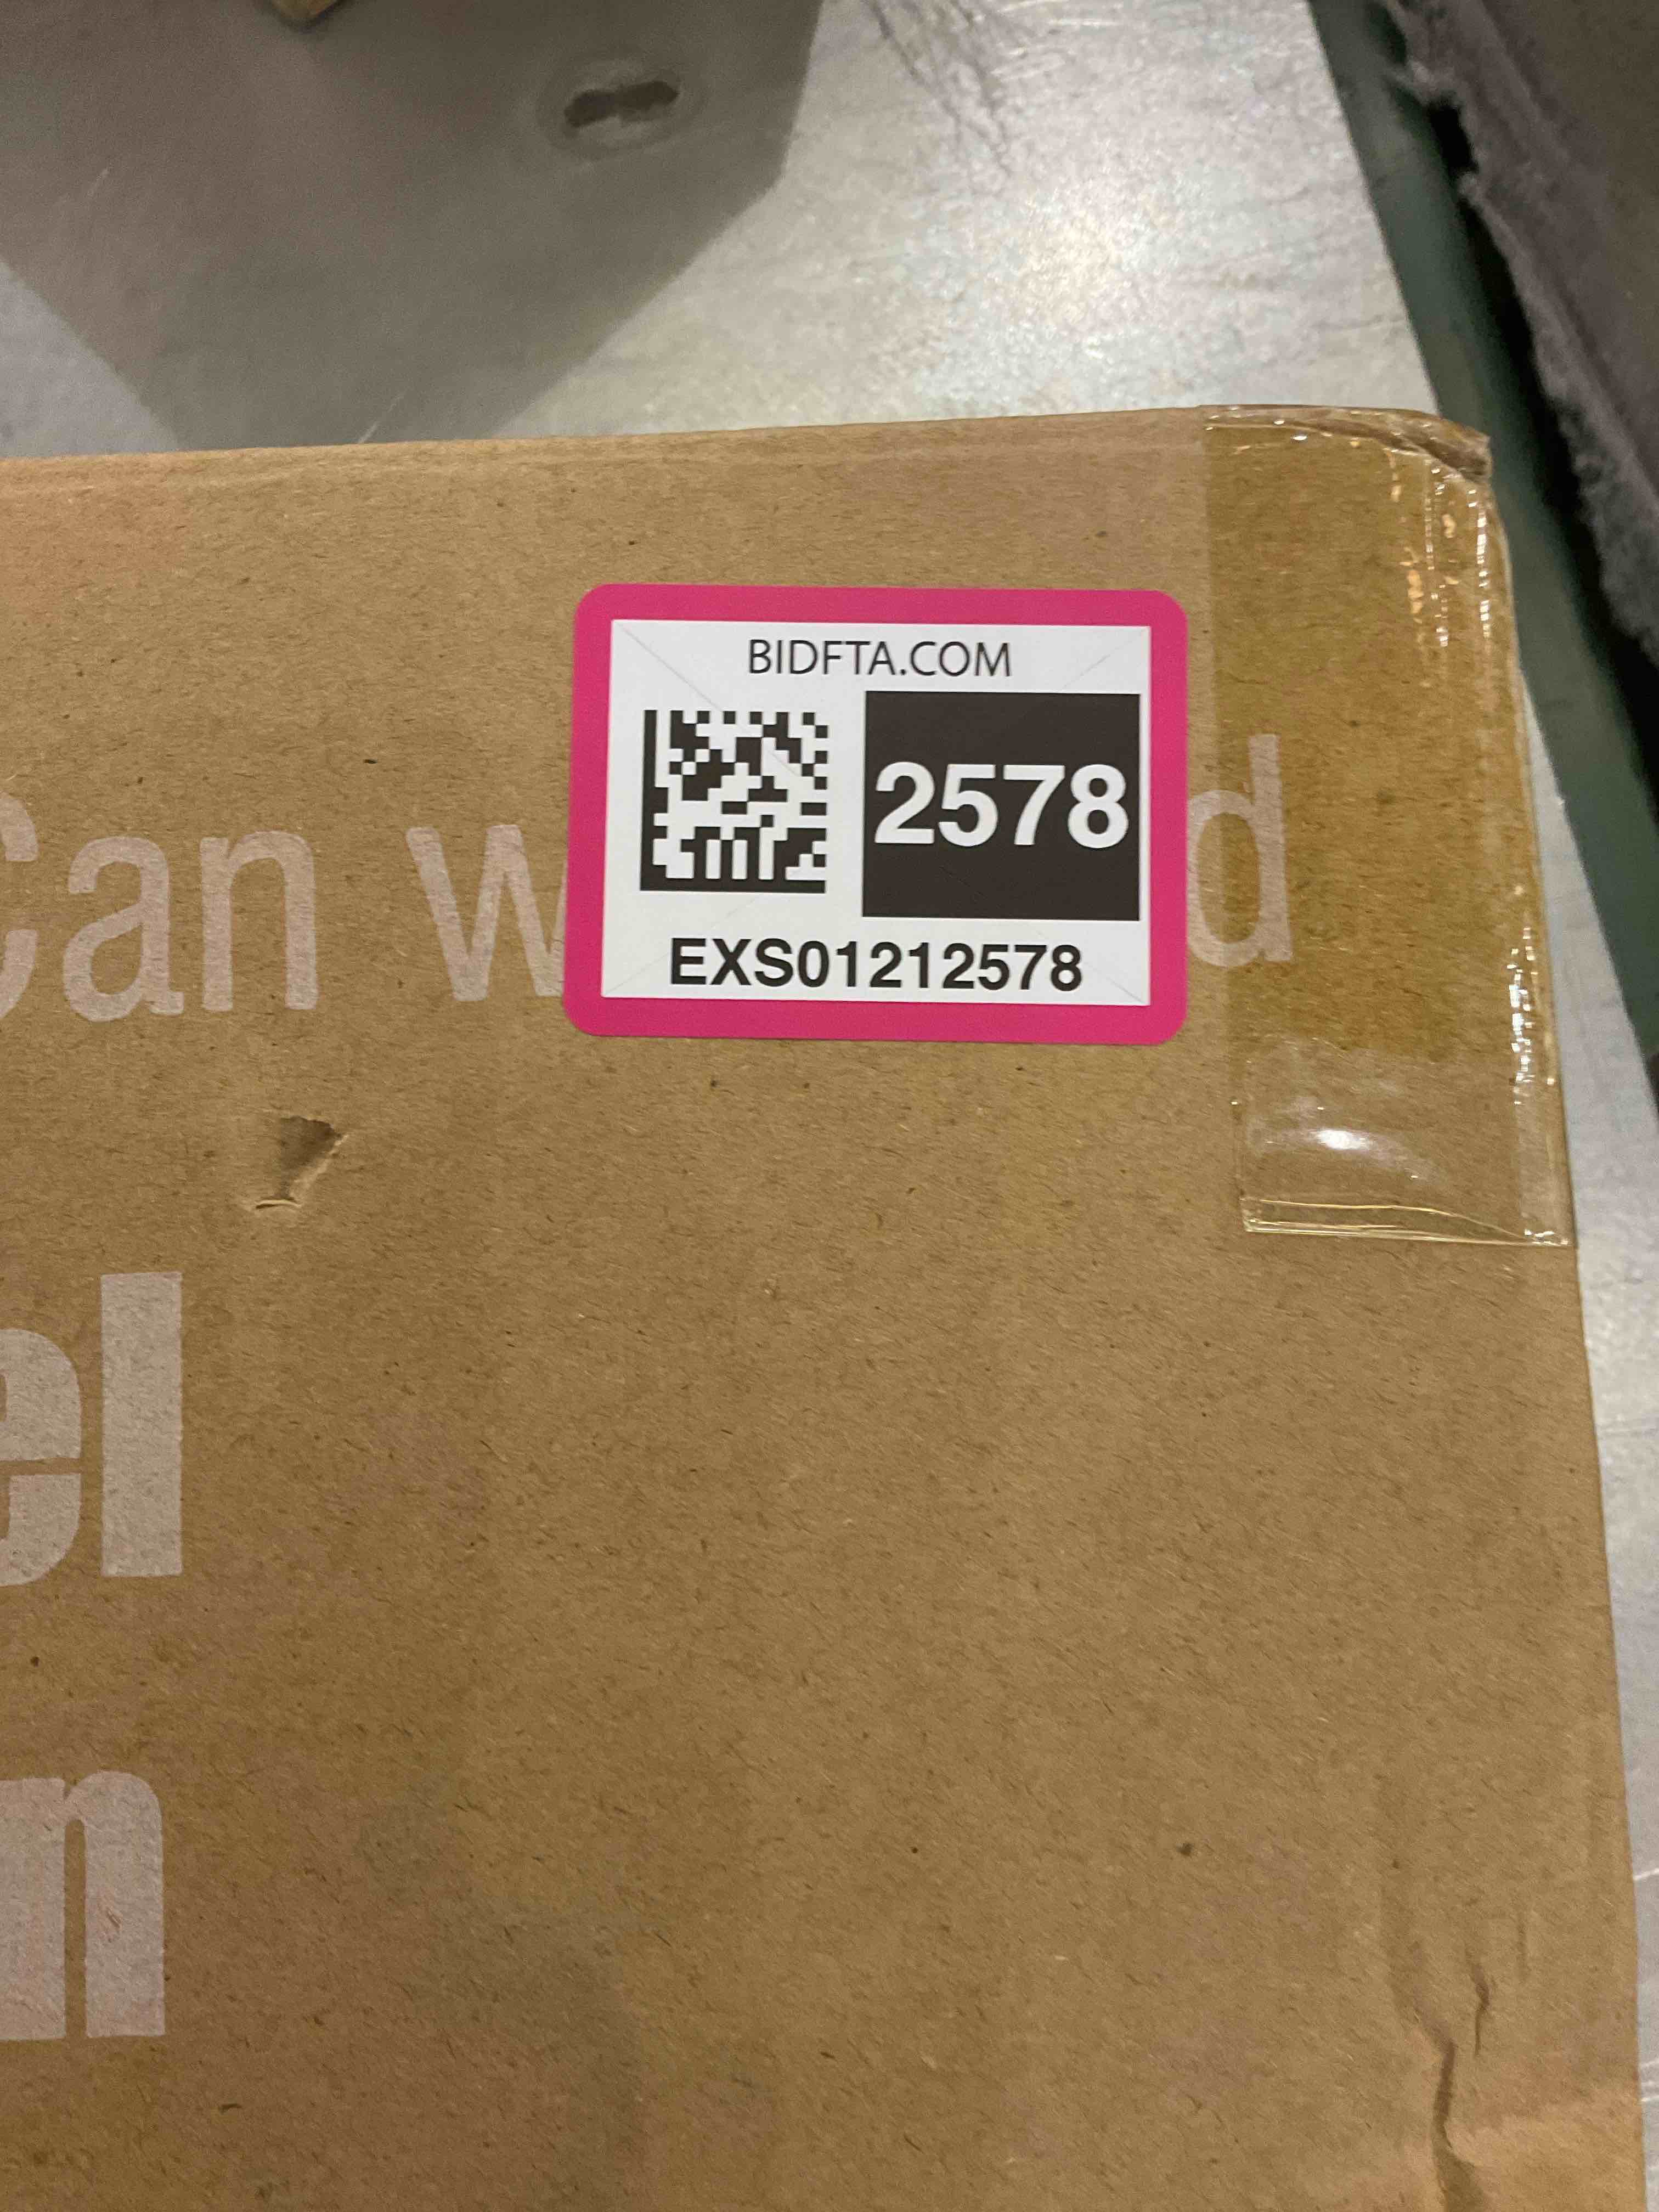 BIDFTA.COM
2578
EXS01212578
Can w d
el
n